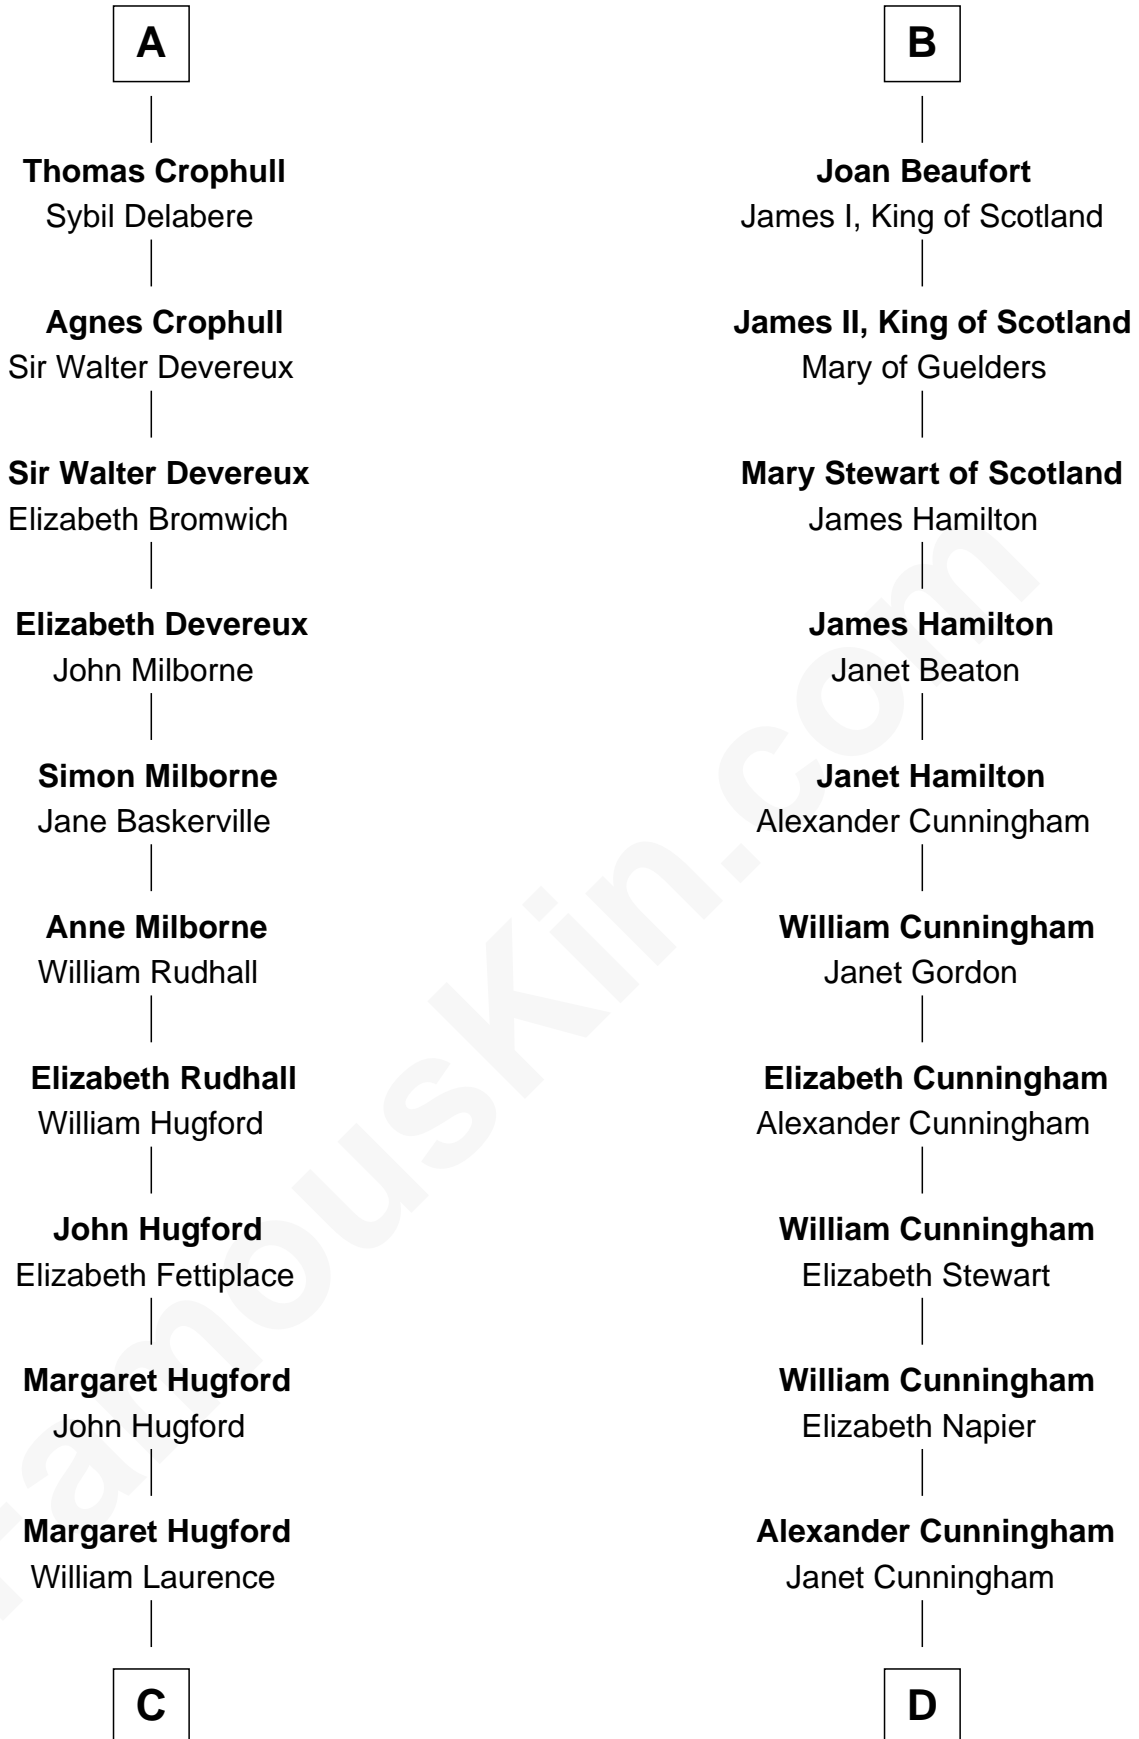 A
Thomas Crophull
Sybil Delabere
Agnes Crophull
Sir Walter Devereux
Sir Walter Devereux
Elizabeth Bromwich
Elizabeth Devereux
John Milborne
Simon Milborne
Jane Baskerville
Anne Milborne
William Rudhall
Elizabeth Rudhall
William Hugford
John Hugford
Elizabeth Fettiplace
Margaret Hugford
John Hugford
Margaret Hugford
William Laurence
C
B
Joan Beaufort
James I, King of Scotland
James II, King of Scotland
Mary of Guelders
Mary Stewart of Scotland
James Hamilton
James Hamilton
Janet Beaton
Janet Hamilton
Alexander Cunningham
William Cunningham
Janet Gordon
Elizabeth Cunningham
Alexander Cunningham
William Cunningham
Elizabeth Stewart
William Cunningham
Elizabeth Napier
Alexander Cunningham
Janet Cunningham
D
FamousKin.com